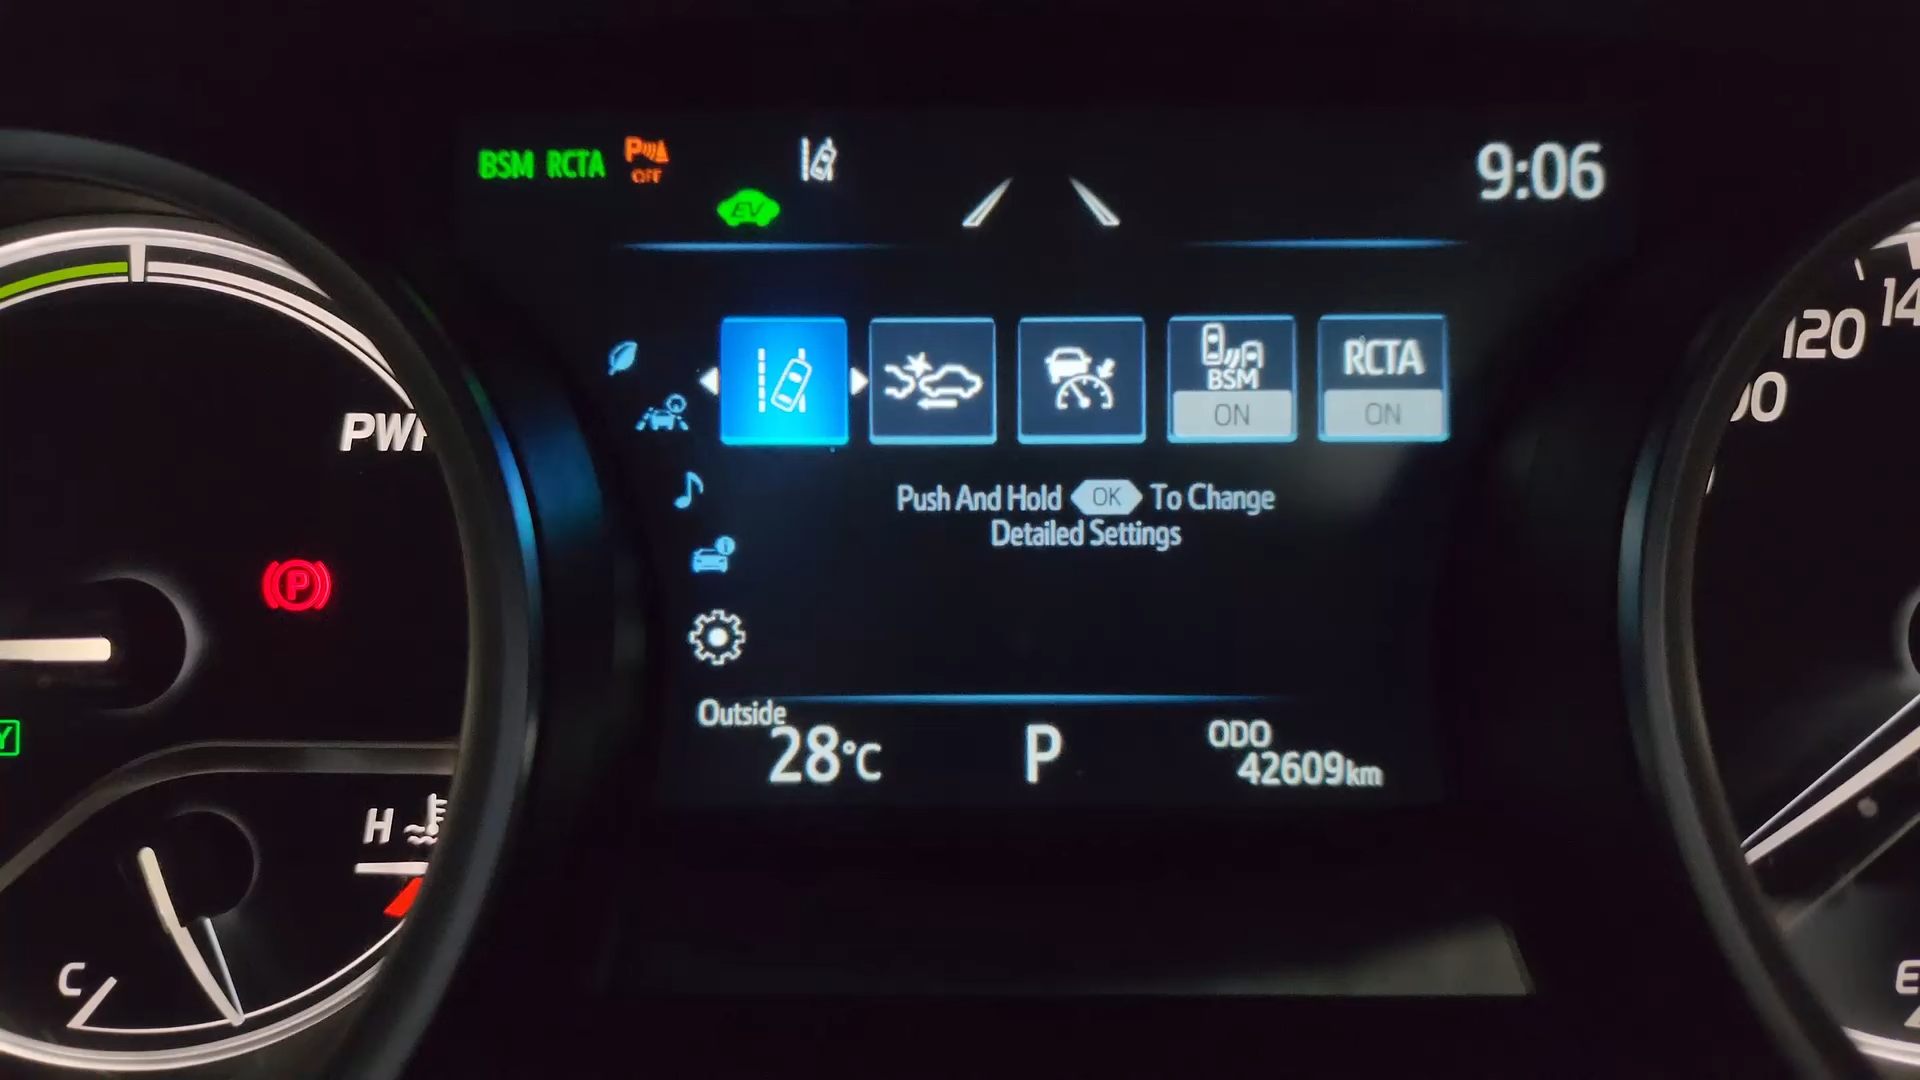 BSM RCTA
P
OFF
EV
9:06
120
PWR
BSM
ON
RCTA
ON
Push And Hold OK To Change
Detailed Settings
P
i
Outside
28°C
P
ODO
42609km
H
C
E